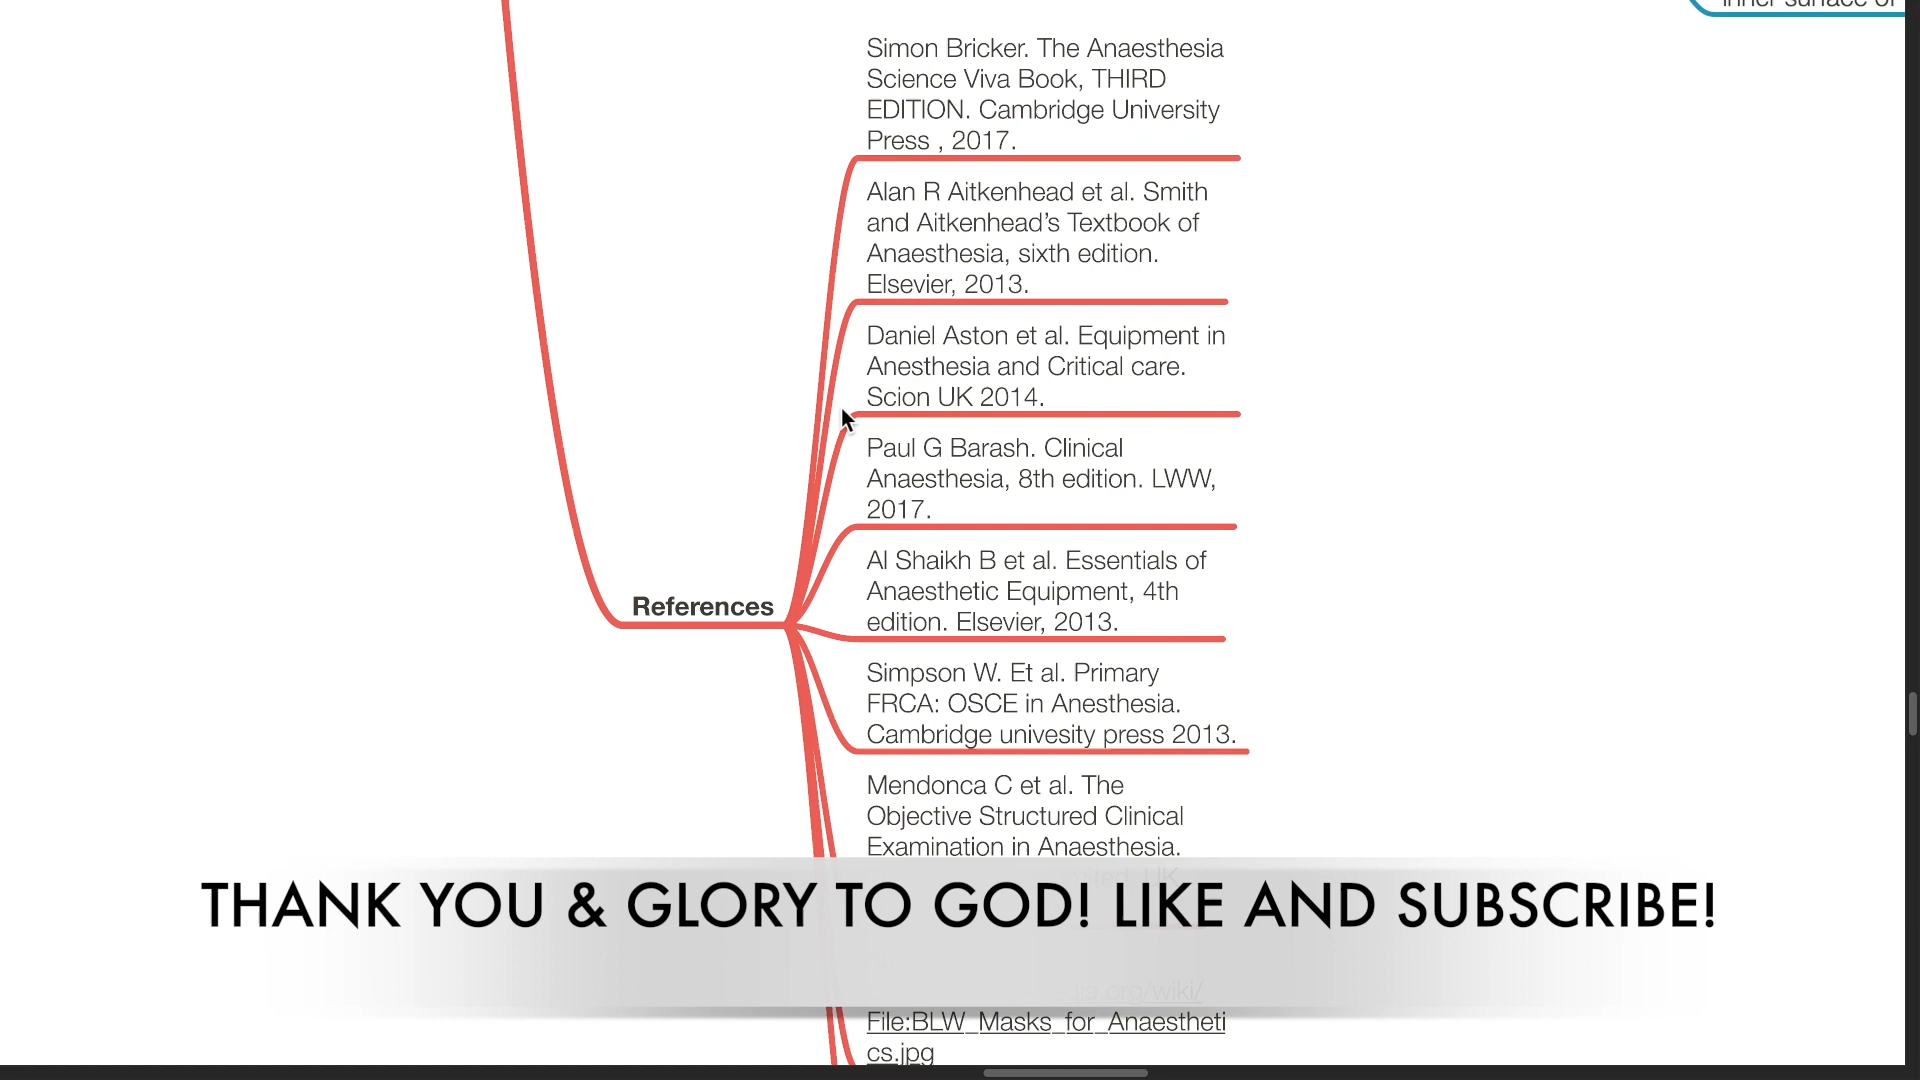 inner surface of
Simon Bricker. The Anaesthesia
Science Viva Book, THIRD
EDITION. Cambridge University
Press , 2017.
Alan R Aitkenhead et al. Smith
and Aitkenhead’s Textbook of
Anaesthesia, sixth edition.
Elsevier, 2013.
Daniel Aston et al. Equipment in
Anesthesia and Critical care.
Scion UK 2014.
Paul G Barash. Clinical
Anaesthesia, 8th edition. LWW,
2017.
Al Shaikh B et al. Essentials of
Anaesthetic Equipment, 4th
edition. Elsevier, 2013.
References
Simpson W. Et al. Primary
FRCA: OSCE in Anesthesia.
Cambridge univesity press 2013.
Mendonca C et al. The
Objective Structured Clinical
Examination in Anaesthesia.
UK
THANK YOU & GLORY TO GOD! LIKE AND SUBSCRIBE!
.org/wiki/
File:BLW_Masks_for_Anaestheti
cs.jpg